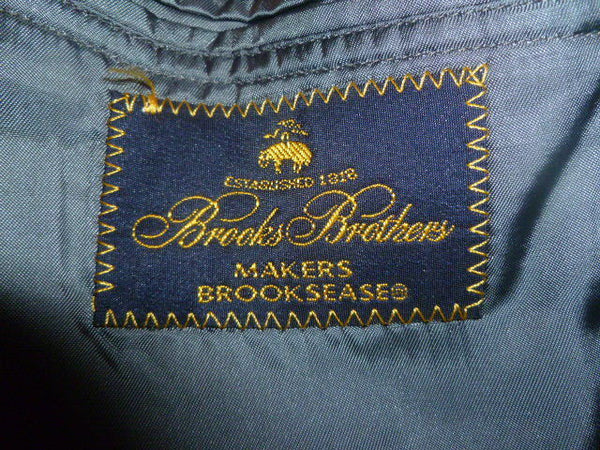 ESTABLISHED 1818
Brooks Brothers
MAKERS
BROOKSEASE®